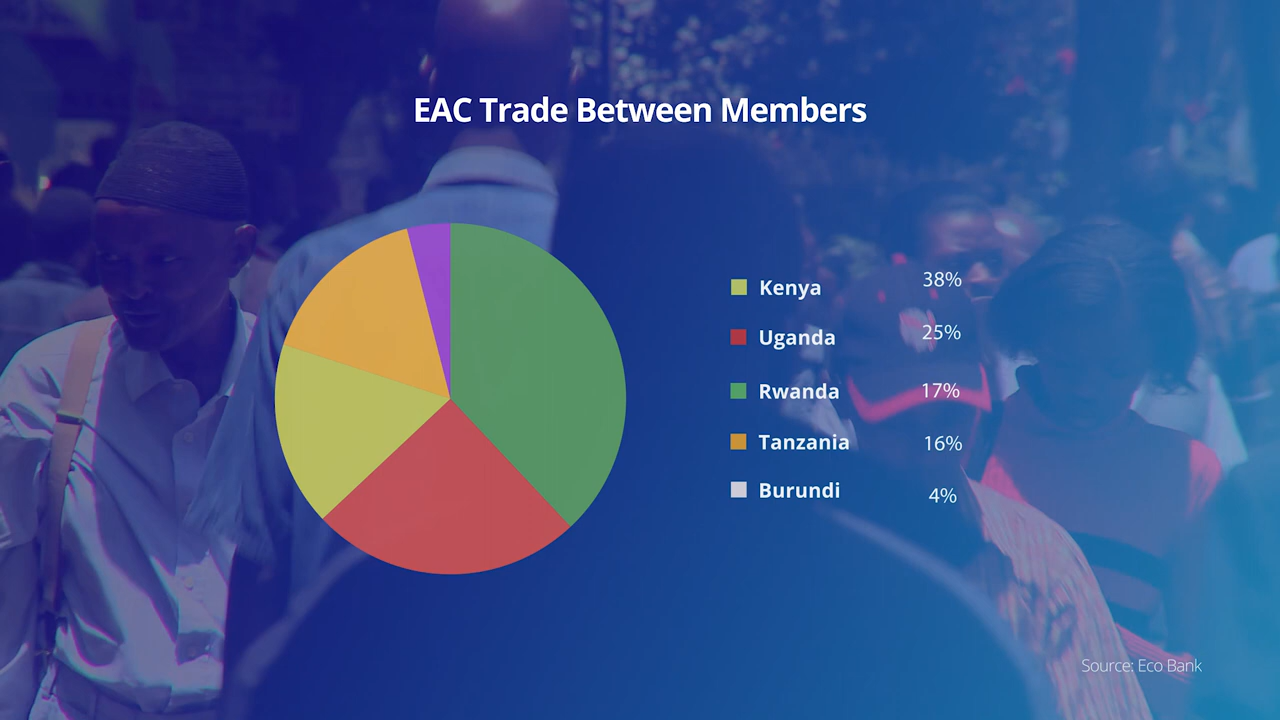 EAC Trade Between Members
Kenya 38%
Uganda 25%
Rwanda 17%
Tanzania 16%
Burundi 4%
Source: Eco Bank